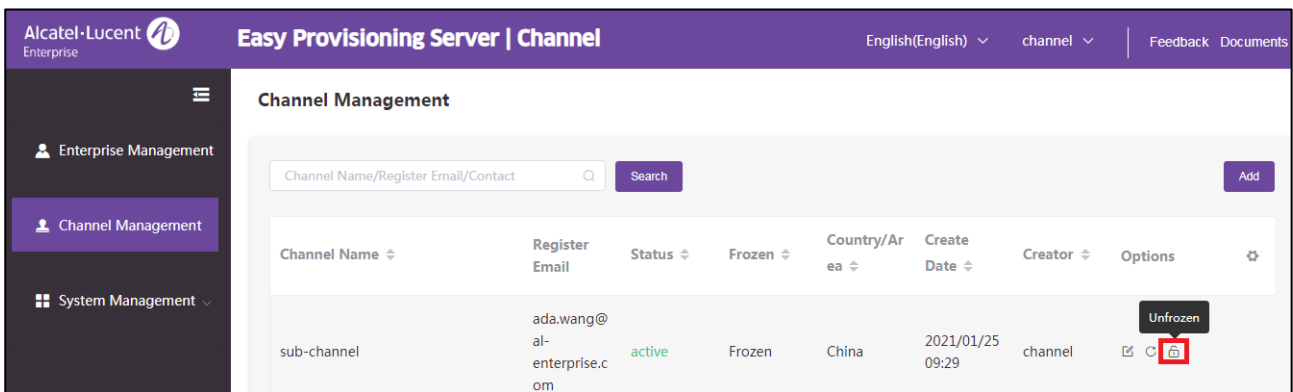 Alcatel·Lucent
Enterprise
Easy Provisioning Server | Channel
English(English)
channel
Feedback
Documents
Enterprise Management
Channel Management
System Management
Channel Management
Channel Name/Register Email/Contact
Search
Add
Channel Name
Register
Email
Status
Frozen
Country/Ar
ea
Create
Date
Creator
Options
Unfrozen
sub-channel
ada.wang@
al-
enterprise.c
om
active
Frozen
China
2021/01/25
09:29
channel